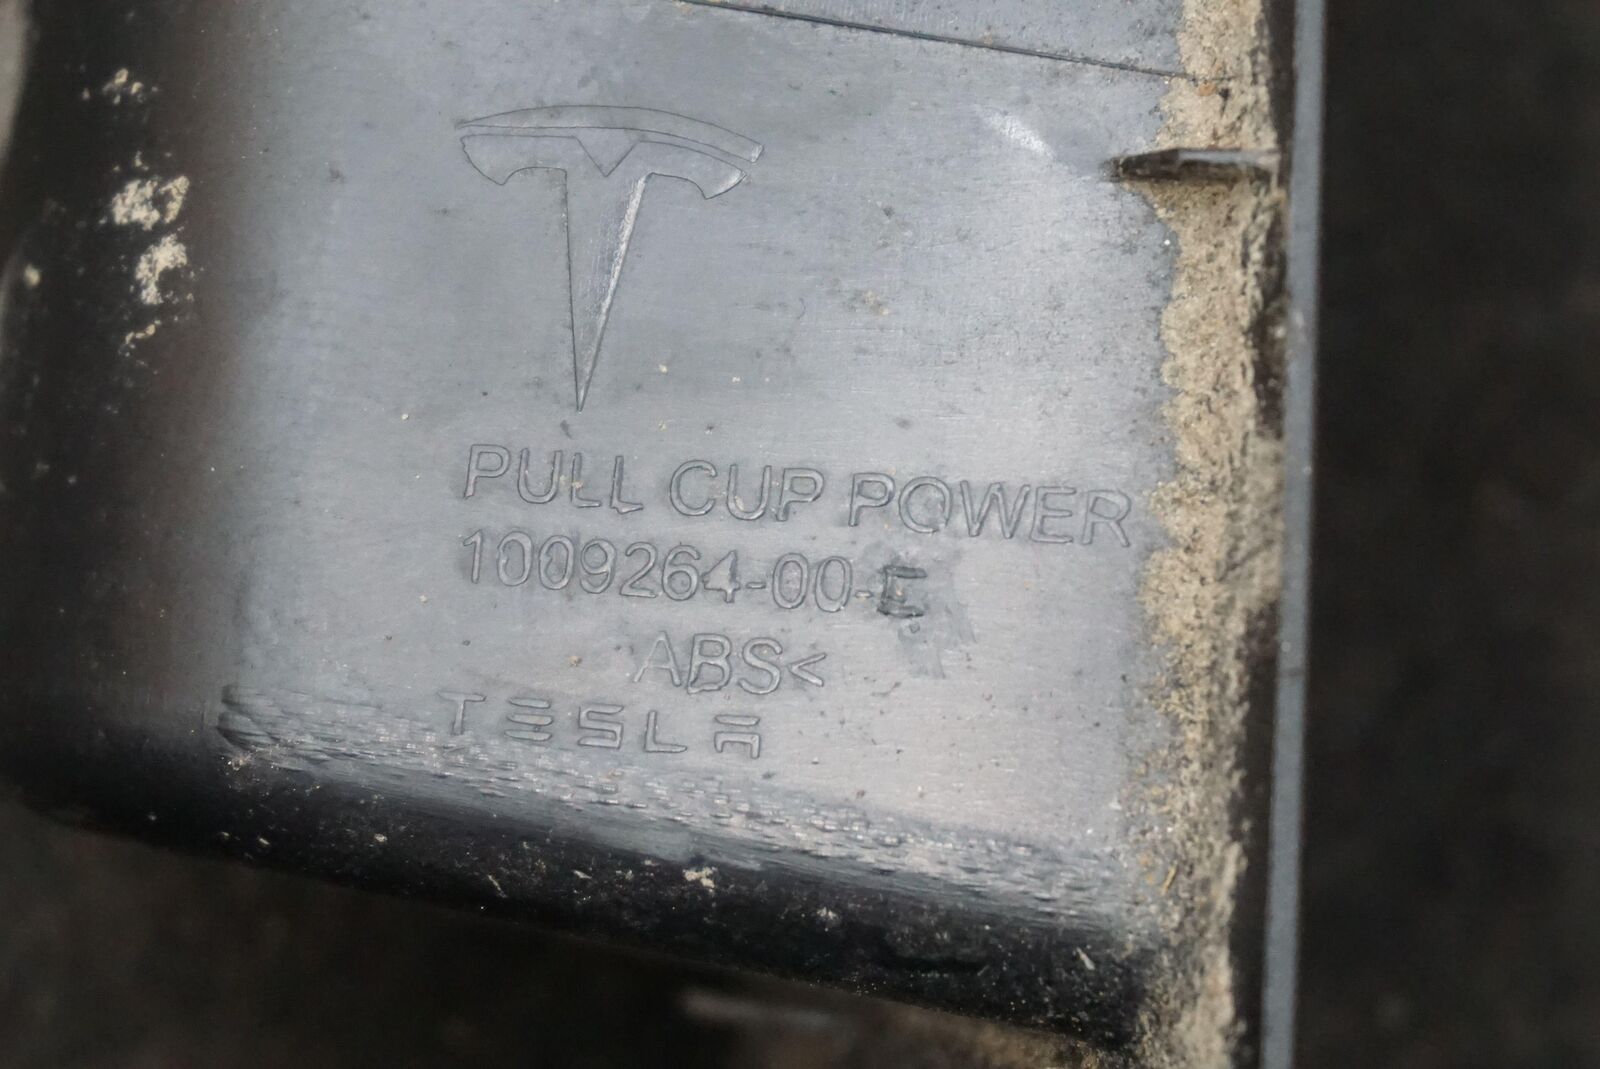 PULL CUP POWER
1009264-00-E
ABS<
TESLA